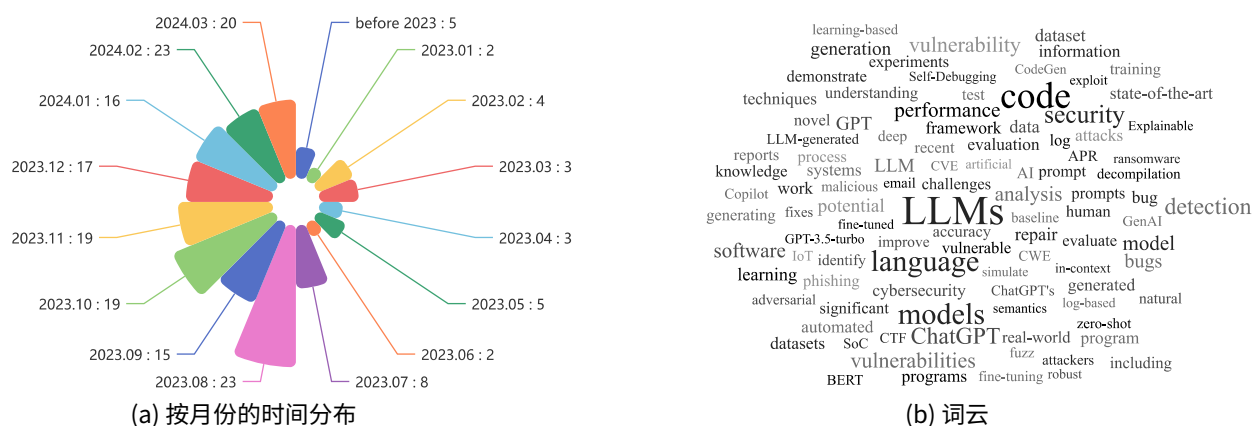 2024.03 : 20
before 2023 : 5
2024.02 : 23
2023.01 : 2
2024.01 : 16
2023.02 : 4
2023.12 : 17
2023.03 : 3
2023.11 : 19
2023.04 : 3
2023.10 : 19
2023.05 : 5
2023.09 : 15
2023.06 : 2
2023.08 : 23
2023.07 : 8
(a) 按月份的时间分布
learning-based
generation
vulnerability
dataset
information
experiments
demonstrate
Self-Debugging
CodeGen
exploit
training
techniques
understanding
test
code
state-of-the-art
performance
security
novel
GPT
framework
data
log
attacks
Explainable
LLM-generated
deep
recent
evaluation
reports
process
APR
ransomware
knowledge
systems
LLM
CVE
artificial
AI
prompt
decompilation
Copilot
work
malicious
email
challenges
analysis
prompts
bug
detection
generating
fixes
potential
LLMs
baseline
human
GenAI
fine-tuned
accuracy
GPT-3.5-turbo
improve
vulnerable
repair
evaluate
model
software
IoT
identify
language
CWE
bugs
learning
phishing
simulate
in-context
cybersecurity
ChatGPT's
generated
adversarial
significant
models
semantics
log-based
natural
automated
zero-shot
datasets
SoC
CTF
ChatGPT
real-world
program
vulnerabilities
fuzz
attackers
including
BERT
programs
fine-tuning
robust
(b) 词云